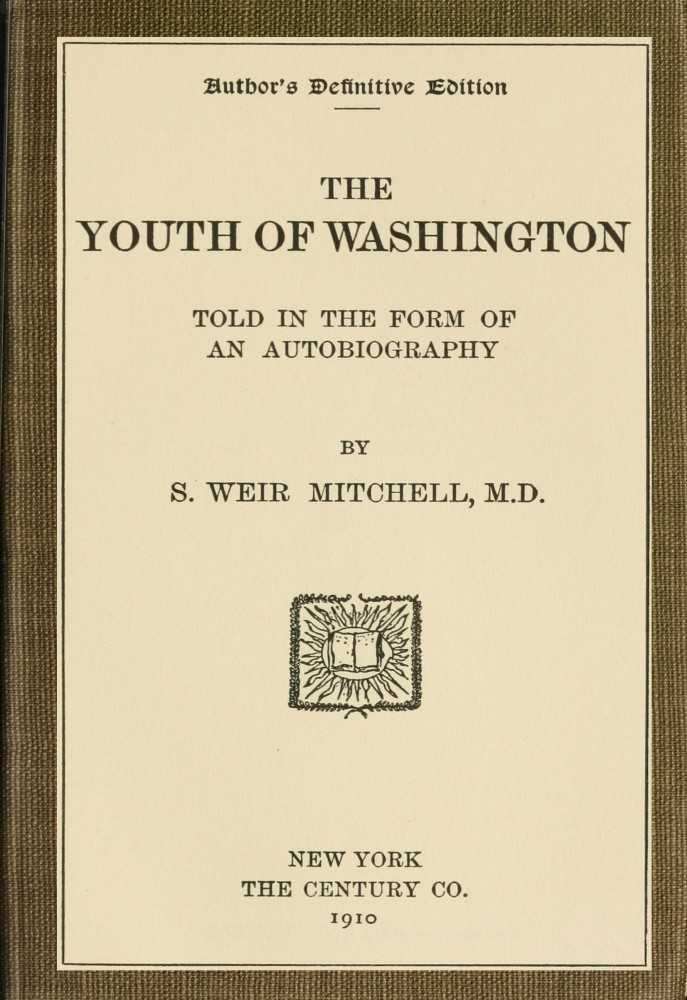 Author's Definitive Edition
THE
YOUTH OF WASHINGTON
TOLD IN THE FORM OF
AN AUTOBIOGRAPHY
BY
S. WEIR MITCHELL, M.D.
NEW YORK
THE CENTURY CO.
1910